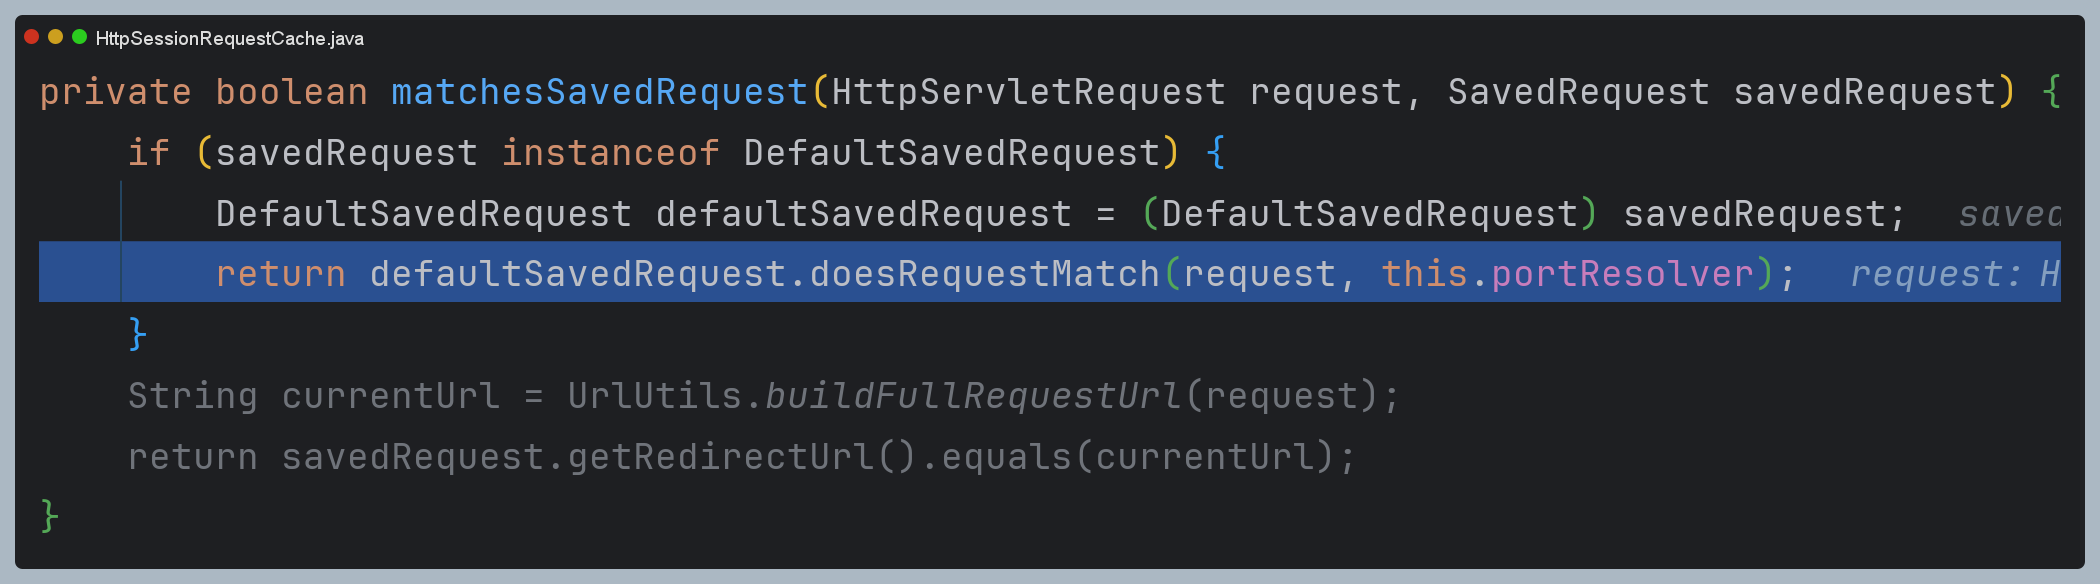 HttpSessionRequestCache.java
private boolean matchesSavedRequest(HttpServletRequest request, SavedRequest savedRequest) {
    if (savedRequest instanceof DefaultSavedRequest) {
        DefaultSavedRequest defaultSavedRequest = (DefaultSavedRequest) savedRequest;   saved
        return defaultSavedRequest.doesRequestMatch(request, this.portResolver);   request: H
    }
    String currentUrl = UrlUtils.buildFullRequestUrl(request);
    return savedRequest.getRedirectUrl().equals(currentUrl);
}